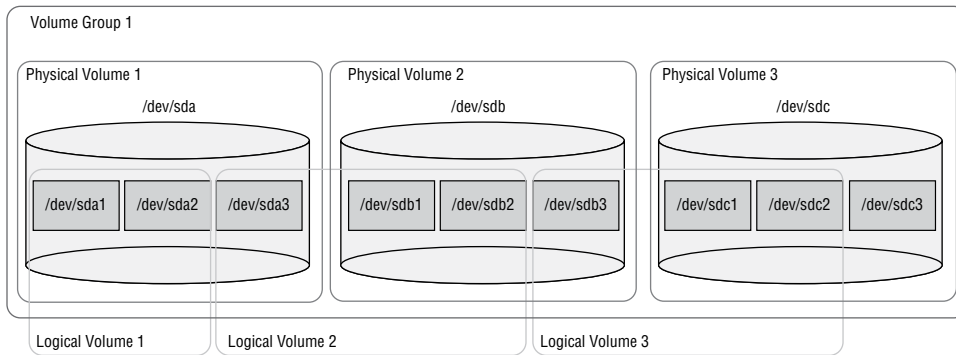 Volume Group 1
Physical Volume 1
Physical Volume 2
Physical Volume 3
/dev/sda
/dev/sdb
/dev/sdc
/dev/sda1
/dev/sda2
/dev/sda3
/dev/sdb1
/dev/sdb2
/dev/sdb3
/dev/sdc1
/dev/sdc2
/dev/sdc3
Logical Volume 1
Logical Volume 2
Logical Volume 3